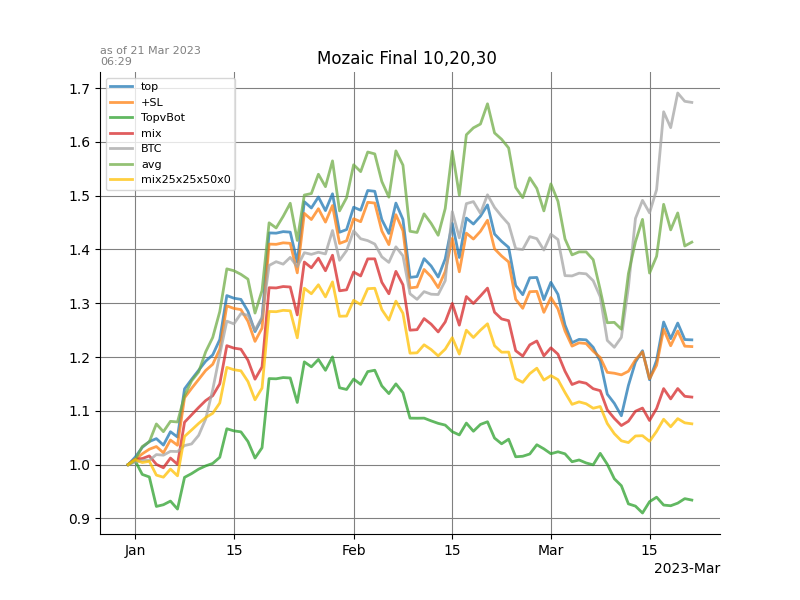 as of 21 Mar 2023
06:29
Mozaic Final 10,20,30
top
+SL
TopvBot
mix
BTC
avg
mix25x25x50x0
1.7
1.6
1.5
1.4
1.3
1.2
1.1
1.0
0.9
Jan 15 Feb 15 Mar 15
2023-Mar